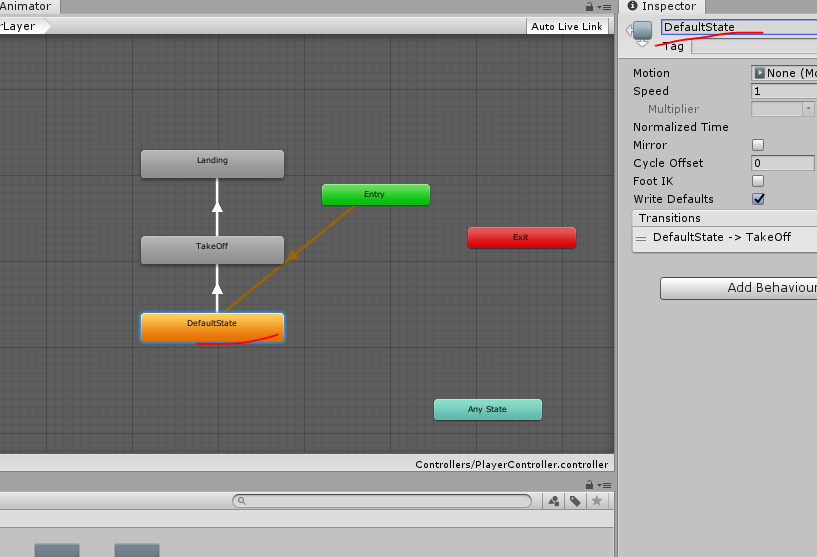 Animator
Inspector
rLayer
Auto Live Link
DefaultState
Tag
Motion
None (Mo
Speed
1
Multiplier
Normalized Time
Mirror
Cycle Offset
0
Foot IK
Write Defaults
Transitions
DefaultState -> TakeOff
Add Behaviour
Landing
Entry
Exit
TakeOff
DefaultState
Any State
Controllers/PlayerController.controller